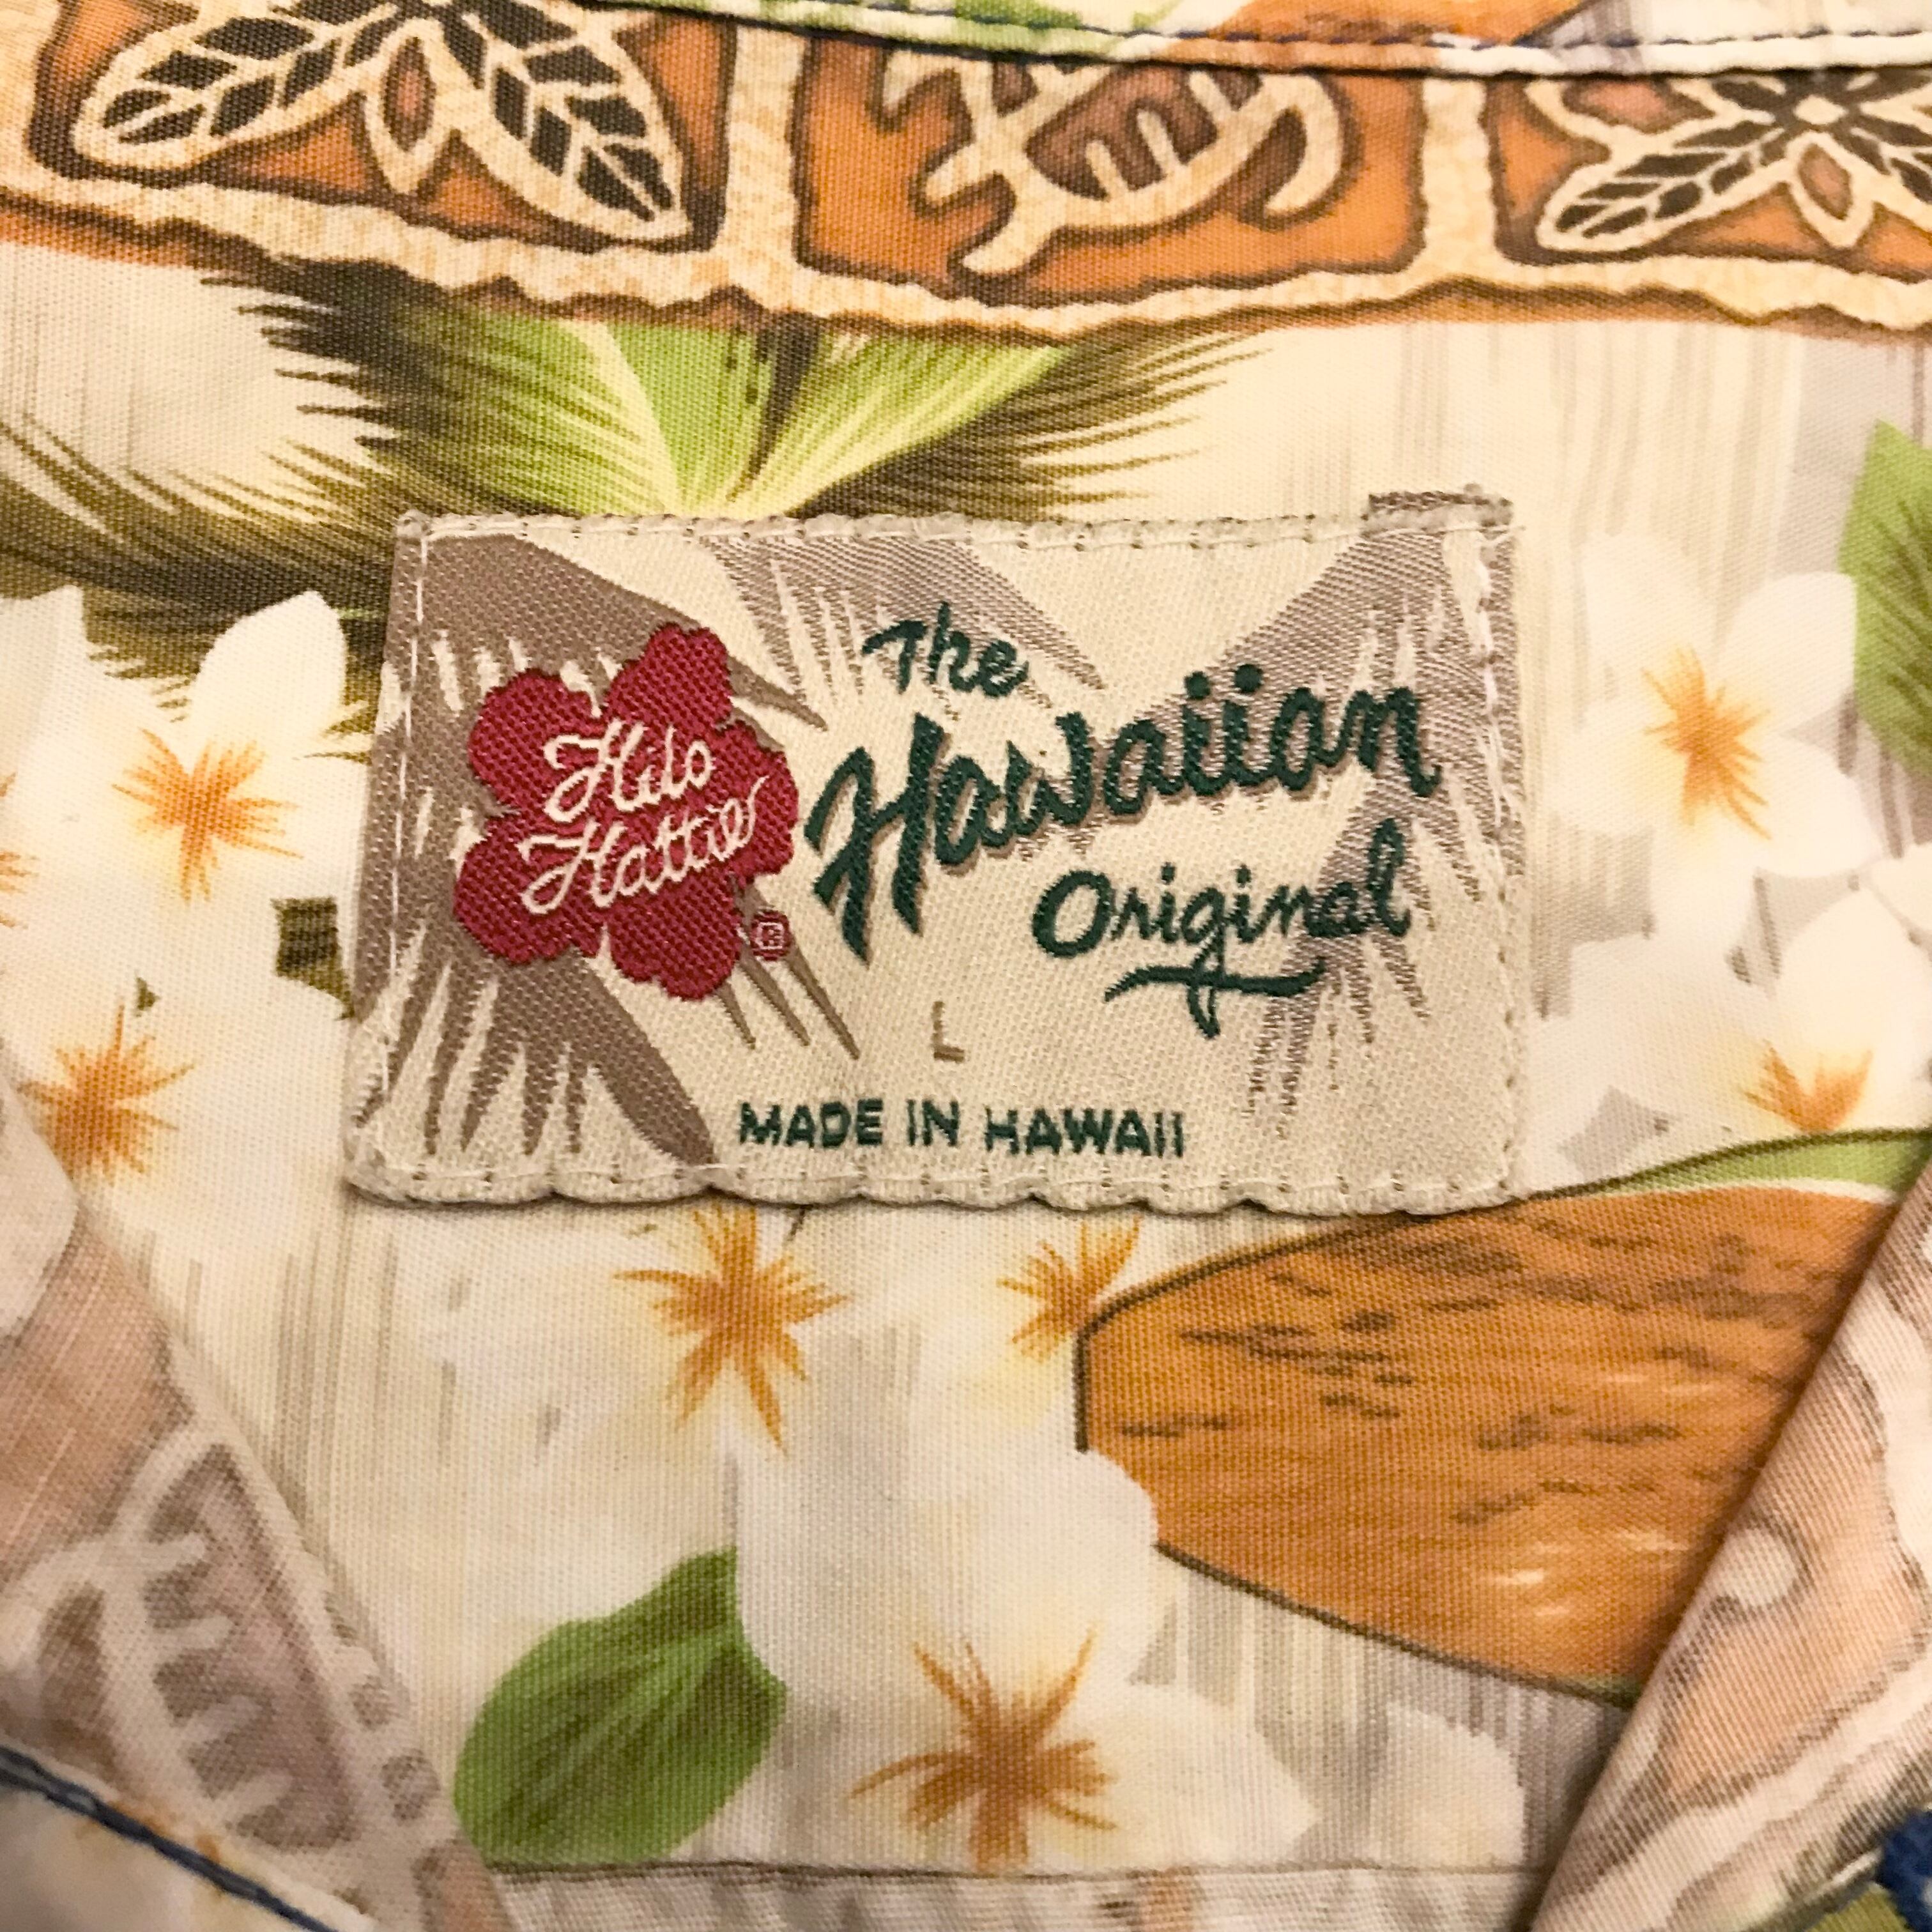 Hilo
Hattie
®
The
Hawaiian
Original
L
MADE IN HAWAII